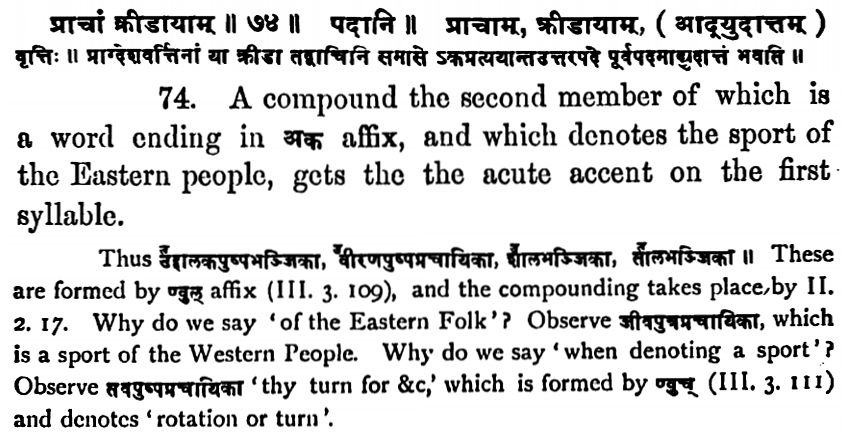 प्राचां क्रीडायाम् ॥ ७४ ॥ पदानि ॥ प्राचाम्, क्रीडायाम्, ( आद्युदात्तम् )
वृत्तिः ॥ प्राग्देशवर्त्तिनां या क्रीडा तद्वाचिनि समासे ऽकप्रत्ययान्तउत्तरपदे पूर्वपदमाद्युदात्तं भवति ॥
74. A compound the second member of which is
a word ending in अक affix, and which denotes the sport of
the Eastern people, gets the the acute accent on the first
syllable.
Thus उद्दालकपुष्पभञ्जिका, वीरणपुष्पप्रचायिका, शालभञ्जिका, तालभञ्जिका ॥ These
are formed by ण्वुल् affix (III. 3. 109), and the compounding takes place by II.
2. 17. Why do we say ‘of the Eastern Folk’? Observe जीवपुत्रप्रचायिका, which
is a sport of the Western People. Why do we say ‘when denoting a sport’?
Observe तवपुष्पप्रचायिका ‘thy turn for &c,’ which is formed by ण्वुच् (III. 3. 111)
and denotes ‘rotation or turn’.